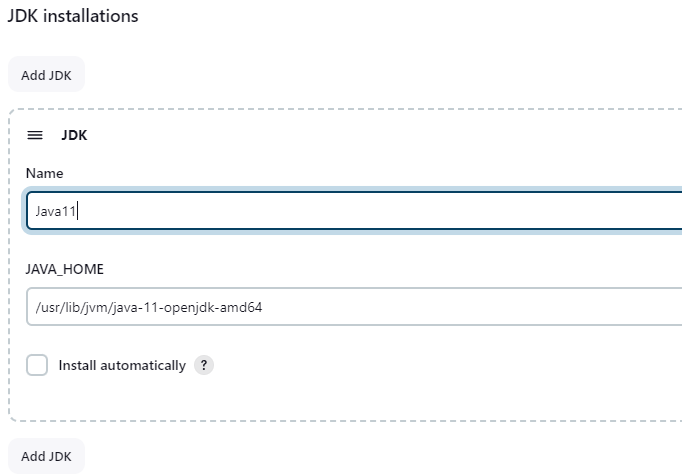 JDK installations
Add JDK
JDK
Name
Java11
JAVA_HOME
/usr/lib/jvm/java-11-openjdk-amd64
Install automatically ?
Add JDK